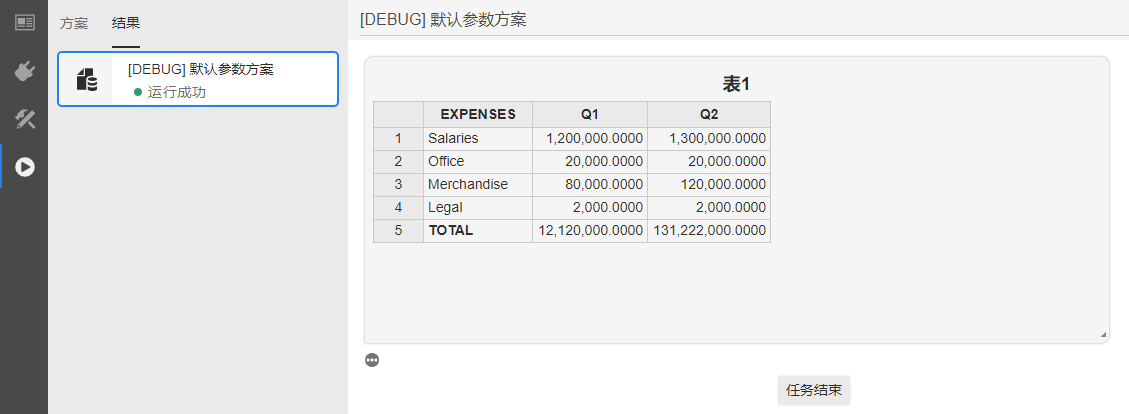 方案 结果
[DEBUG] 默认参数方案
运行成功
[DEBUG] 默认参数方案
表1
EXPENSES Q1 Q2
1 Salaries 1,200,000.0000 1,300,000.0000
2 Office 20,000.0000 20,000.0000
3 Merchandise 80,000.0000 120,000.0000
4 Legal 2,000.0000 2,000.0000
5 TOTAL 12,120,000.0000 131,222,000.0000
任务结束